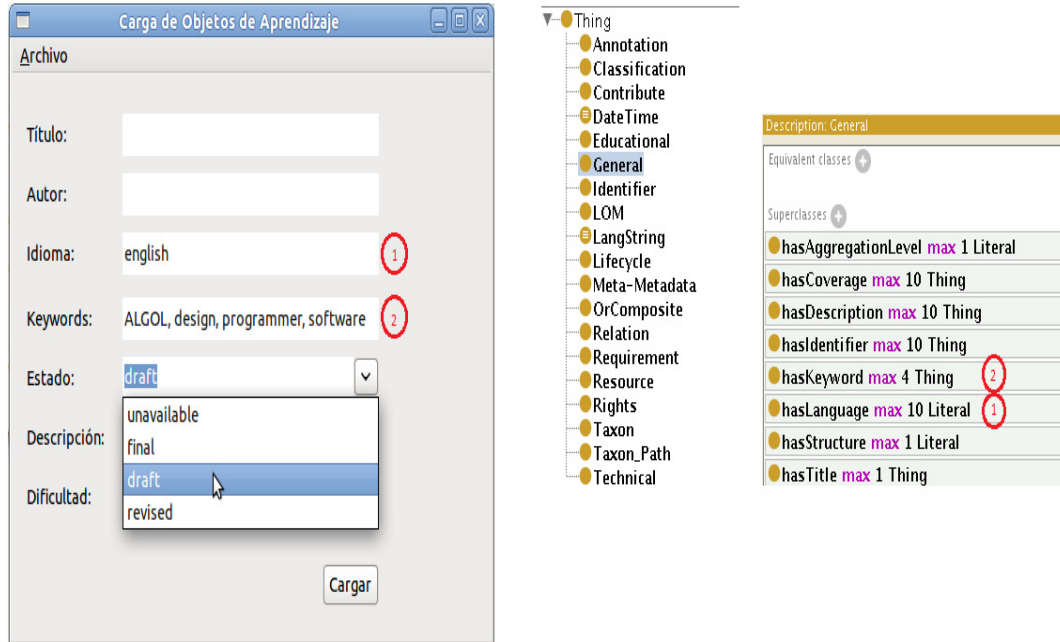 Carga de Objetos de Aprendizaje
Archivo
Título:
Autor:
Idioma: english 1
Keywords: ALGOL, design, programmer, software 2
Estado: draft
unavailable
final
draft
revised
Descripción:
Dificultad:
Cargar
Thing
Annotation
Classification
Contribute
DateTime
Educational
General
Identifier
LOM
LangString
Lifecycle
Meta-Metadata
OrComposite
Relation
Requirement
Resource
Rights
Taxon
Taxon_Path
Technical
Description: General
Equivalent classes
Superclasses
hasAggregationLevel max 1 Literal
hasCoverage max 10 Thing
hasDescription max 10 Thing
hasIdentifier max 10 Thing
hasKeyword max 4 Thing 2
hasLanguage max 10 Literal 1
hasStructure max 1 Literal
hasTitle max 1 Thing